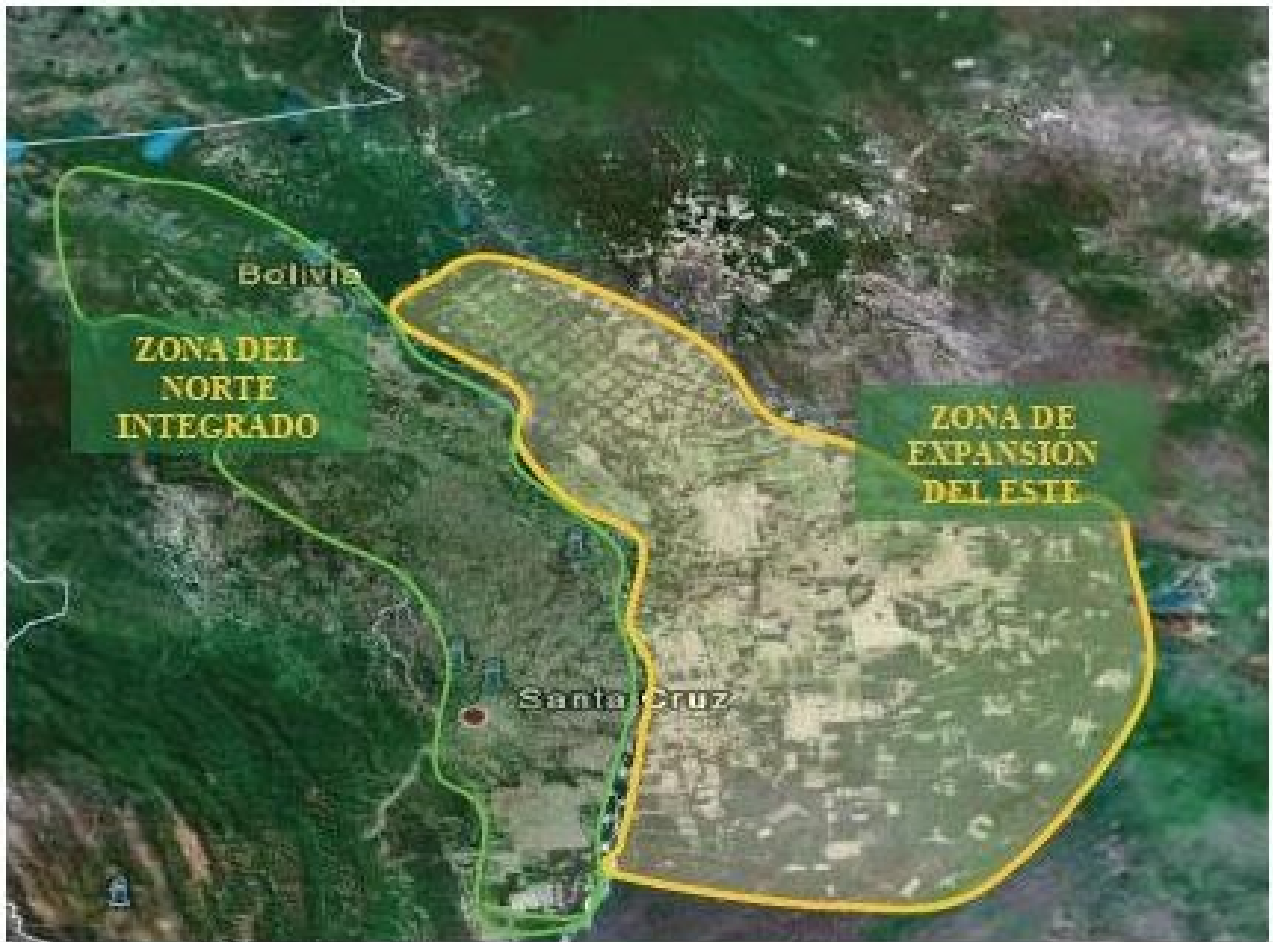 Bolivia
ZONA DEL
NORTE
INTEGRADO
ZONA DE
EXPANSIÓN
DEL ESTE
Santa Cruz